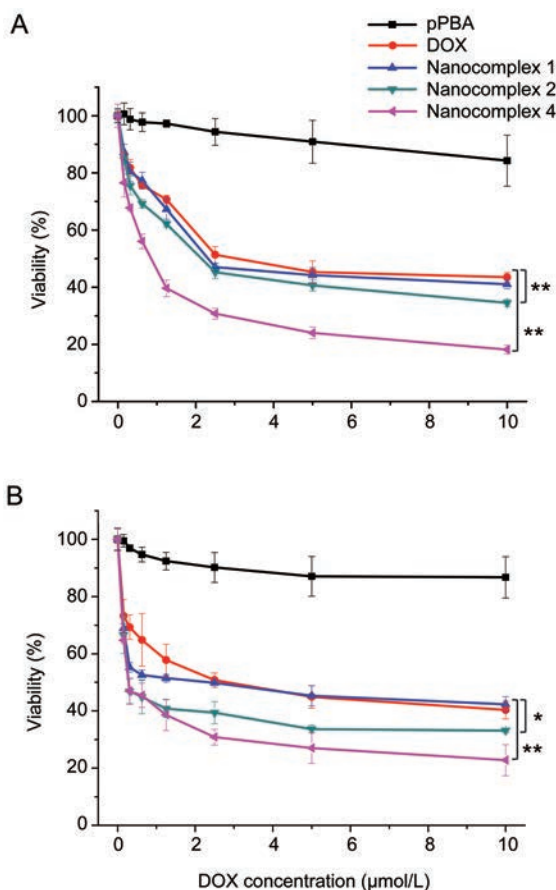 A
pPBA
DOX
Nanocomplex 1
Nanocomplex 2
Nanocomplex 4
100
80
60
40
20
0
Viability (%)
**
**
0 2 4 6 8 10
B
100
80
60
40
20
0
Viability (%)
*
**
0 2 4 6 8 10
DOX concentration (μmol/L)